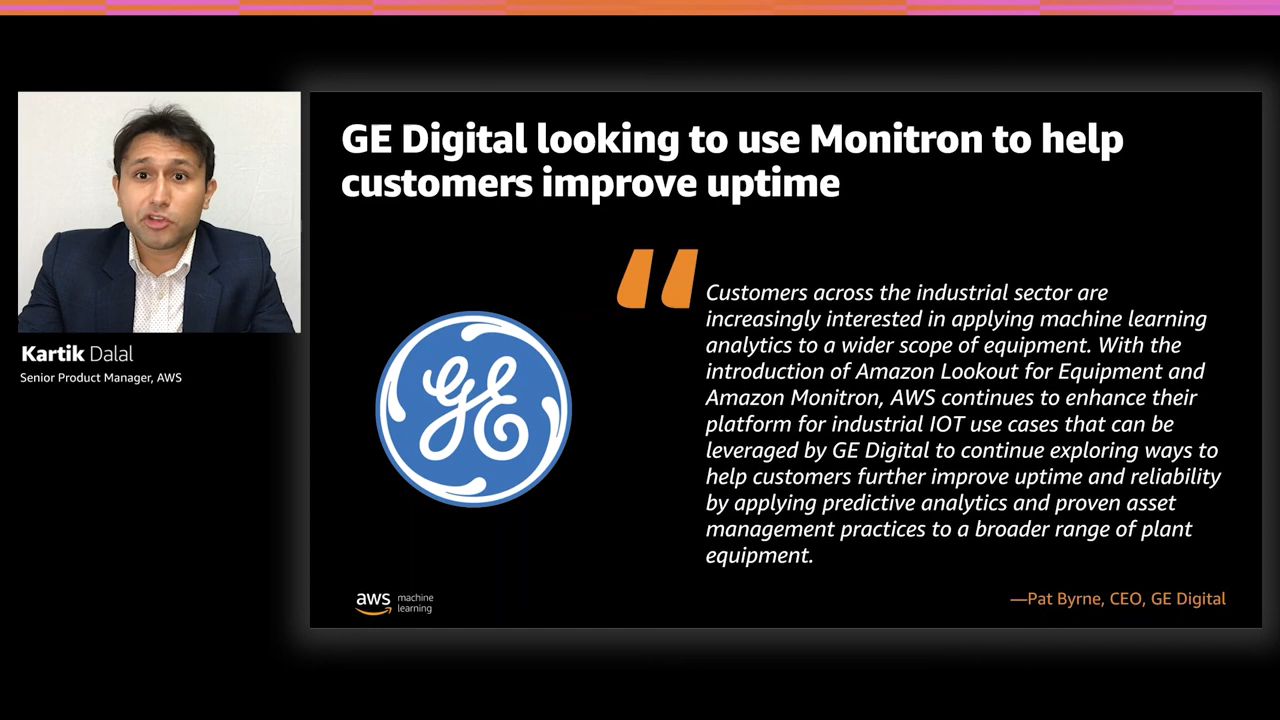 GE Digital looking to use Monitron to help
customers improve uptime
Kartik Dalal
Senior Product Manager, AWS
GE
“
Customers across the industrial sector are
increasingly interested in applying machine learning
analytics to a wider scope of equipment. With the
introduction of Amazon Lookout for Equipment and
Amazon Monitron, AWS continues to enhance their
platform for industrial IOT use cases that can be
leveraged by GE Digital to continue exploring ways to
help customers further improve uptime and reliability
by applying predictive analytics and proven asset
management practices to a broader range of plant
equipment.
—Pat Byrne, CEO, GE Digital
aws machine
learning